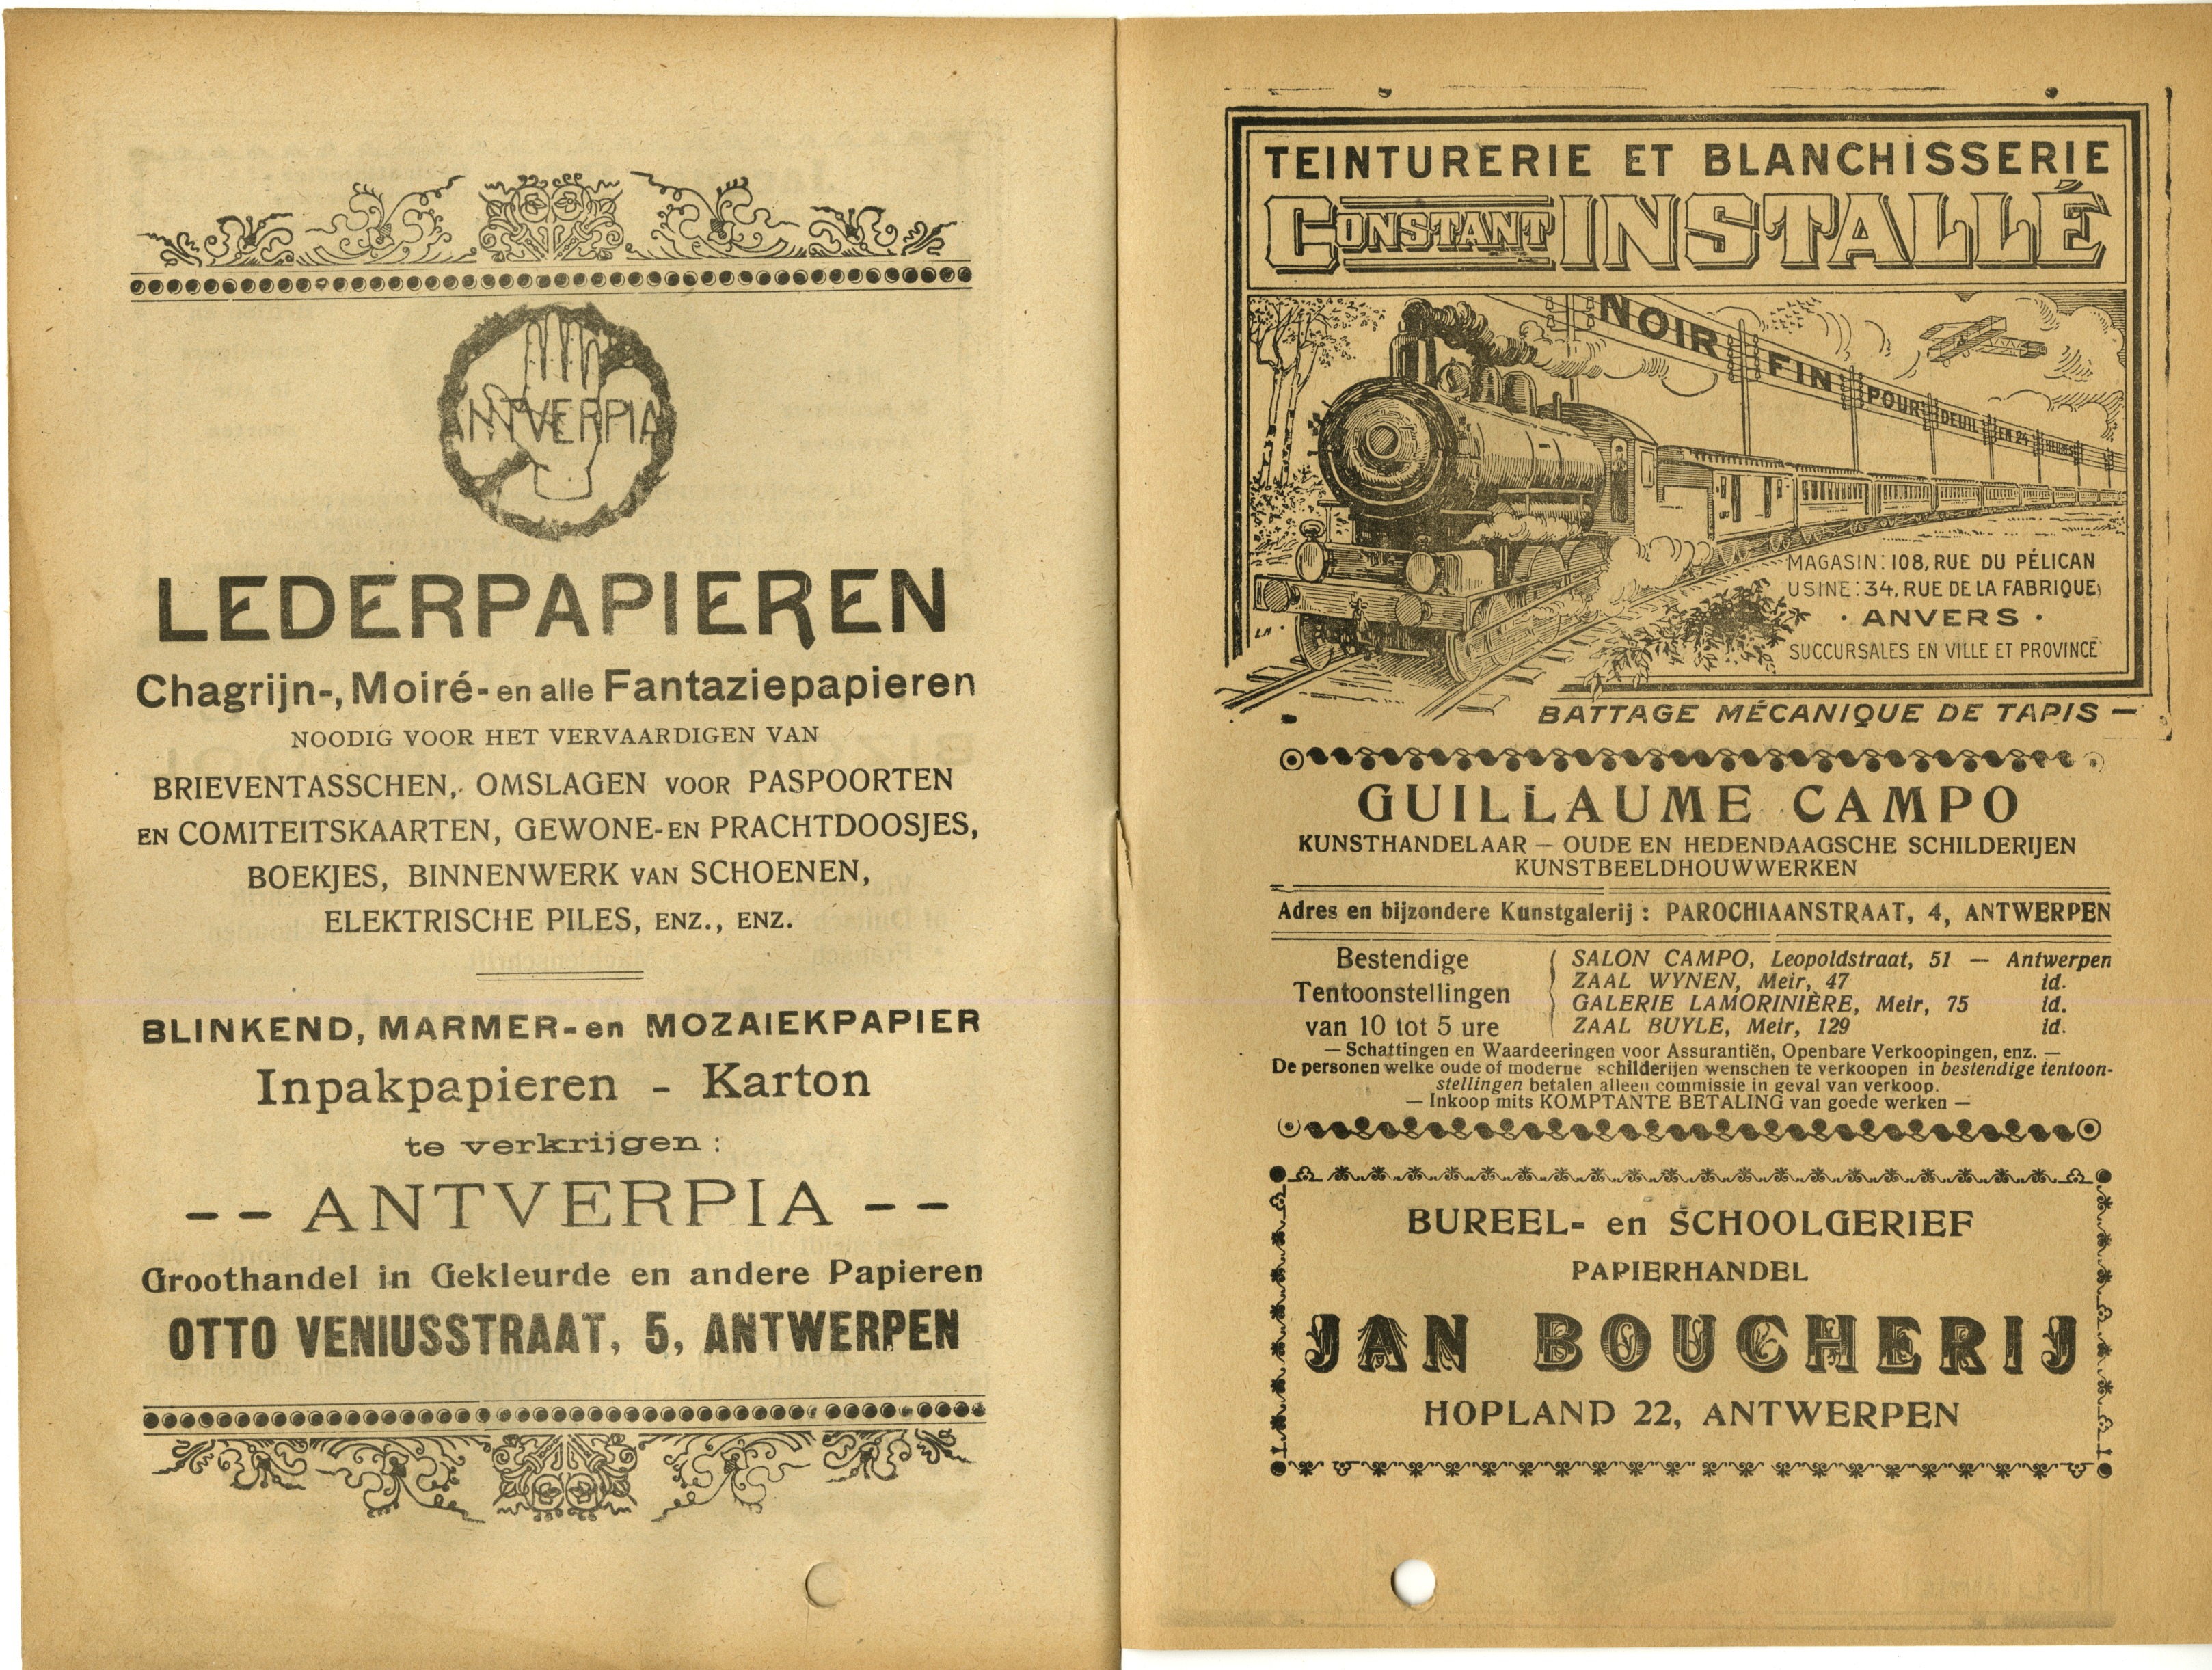 ANTVERPIA
LEDERPAPIEREN
Chagrijn-, Moiré- en alle Fantaziepapieren
NOODIG VOOR HET VERVAARDIGEN VAN
BRIEVENTASSCHEN, OMSLAGEN VOOR PASPOORTEN
EN COMITEITSKAARTEN, GEWONE- EN PRACHTDOOSJES,
BOEKJES, BINNENWERK VAN SCHOENEN,
ELEKTRISCHE PILES, ENZ., ENZ.
BLINKEND, MARMER- en MOZAIEKPAPIER
Inpakpapieren - Karton
te verkrijgen :
-- ANTVERPIA --
Groothandel in Gekleurde en andere Papieren
OTTO VENIUSSTRAAT, 5, ANTWERPEN
TEINTURERIE ET BLANCHISSERIE
CONSTANT INSTALLÉ
NOIR FIN POUR DEUIL EN 24 HEURES
MAGASIN: 108, RUE DU PÉLICAN
USINE: 34, RUE DE LA FABRIQUE
· ANVERS ·
SUCCURSALES EN VILLE ET PROVINCE
L.H.
BATTAGE MÉCANIQUE DE TAPIS —
GUILLAUME CAMPO
KUNSTHANDELAAR — OUDE EN HEDENDAAGSCHE SCHILDERIJEN
KUNSTBEELDHOUWWERKEN
Adres en bijzondere Kunstgalerij : PAROCHIAANSTRAAT, 4, ANTWERPEN
Bestendige
Tentoonstellingen
van 10 tot 5 ure
SALON CAMPO, Leopoldstraat, 51 — Antwerpen
ZAAL WYNEN, Meir, 47 id.
GALERIE LAMORINIÈRE, Meir, 75 id.
ZAAL BUYLE, Meir, 129 id.
— Schattingen en Waardeeringen voor Assurantiën, Openbare Verkoopingen, enz. —
De personen welke oude of moderne schilderijen wenschen te verkoopen in bestendige tentoon-
stellingen betalen alleen commissie in geval van verkoop.
— Inkoop mits KOMPTANTE BETALING van goede werken —
BUREEL- en SCHOOLGERIEF
PAPIERHANDEL
JAN BOUCHERIJ
HOPLAND 22, ANTWERPEN